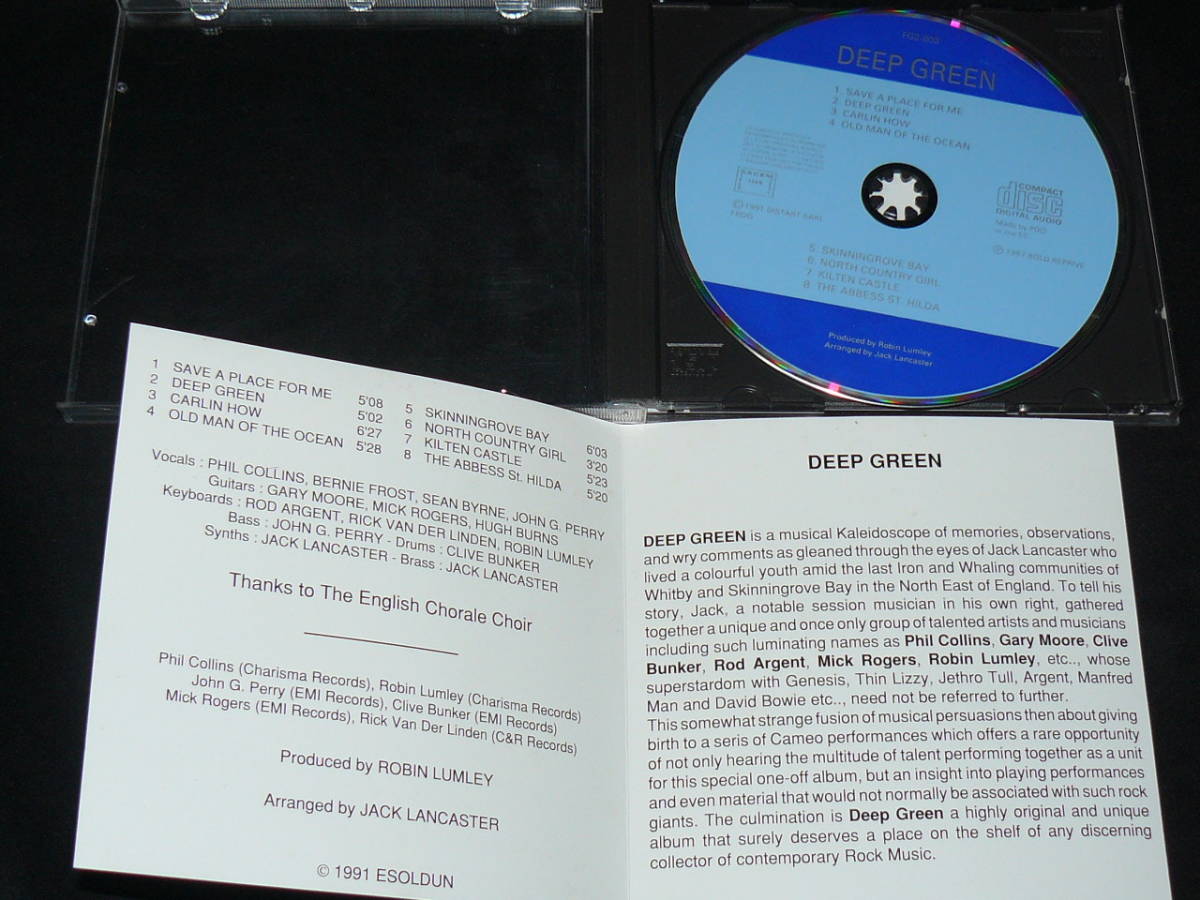 FGD-003
DEEP GREEN
1. SAVE A PLACE FOR ME
2 DEEP GREEN
3 CARLIN HOW
4 OLD MAN OF THE OCEAN
SACEM
COMPACT
disc
DIGITAL AUDIO
Made by PDO
© 1991 DISTANT EARL
FROG
℗ 1987 BOLD REPRIVE
5. SKINNINGROVE BAY
6. NORTH COUNTRY GIRL
7 KILTEN CASTLE
8 THE ABBESS ST. HILDA
Produced by Robin Lumley
Arranged by Jack Lancaster
1 SAVE A PLACE FOR ME 5'08
2 DEEP GREEN 5'02
3 CARLIN HOW 6'27
4 OLD MAN OF THE OCEAN 5'28
5 SKINNINGROVE BAY 6'03
6 NORTH COUNTRY GIRL 3'20
7 KILTEN CASTLE 5'23
8 THE ABBESS St. HILDA 5'20
Vocals : PHIL COLLINS, BERNIE FROST, SEAN BYRNE, JOHN G. PERRY
Guitars : GARY MOORE, MICK ROGERS, HUGH BURNS
Keyboards : ROD ARGENT, RICK VAN DER LINDEN, ROBIN LUMLEY
Bass : JOHN G. PERRY - Drums : CLIVE BUNKER
Synths : JACK LANCASTER - Brass : JACK LANCASTER
Thanks to The English Chorale Choir
Phil Collins (Charisma Records), Robin Lumley (Charisma Records)
John G. Perry (EMI Records), Clive Bunker (EMI Records)
Mick Rogers (EMI Records), Rick Van Der Linden (C&R Records)
Produced by ROBIN LUMLEY
Arranged by JACK LANCASTER
© 1991 ESOLDUN
DEEP GREEN
DEEP GREEN is a musical Kaleidoscope of memories, observations,
and wry comments as gleaned through the eyes of Jack Lancaster who
lived a colourful youth amid the last Iron and Whaling communities of
Whitby and Skinningrove Bay in the North East of England. To tell his
story, Jack, a notable session musician in his own right, gathered
together a unique and once only group of talented artists and musicians
including such luminating names as Phil Collins, Gary Moore, Clive
Bunker, Rod Argent, Mick Rogers, Robin Lumley, etc.., whose
superstardom with Genesis, Thin Lizzy, Jethro Tull, Argent, Manfred
Man and David Bowie etc.., need not be referred to further.
This somewhat strange fusion of musical persuasions then about giving
birth to a seris of Cameo performances which offers a rare opportunity
of not only hearing the multitude of talent performing together as a unit
for this special one-off album, but an insight into playing performances
and even material that would not normally be associated with such rock
giants. The culmination is Deep Green a highly original and unique
album that surely deserves a place on the shelf of any discerning
collector of contemporary Rock Music.